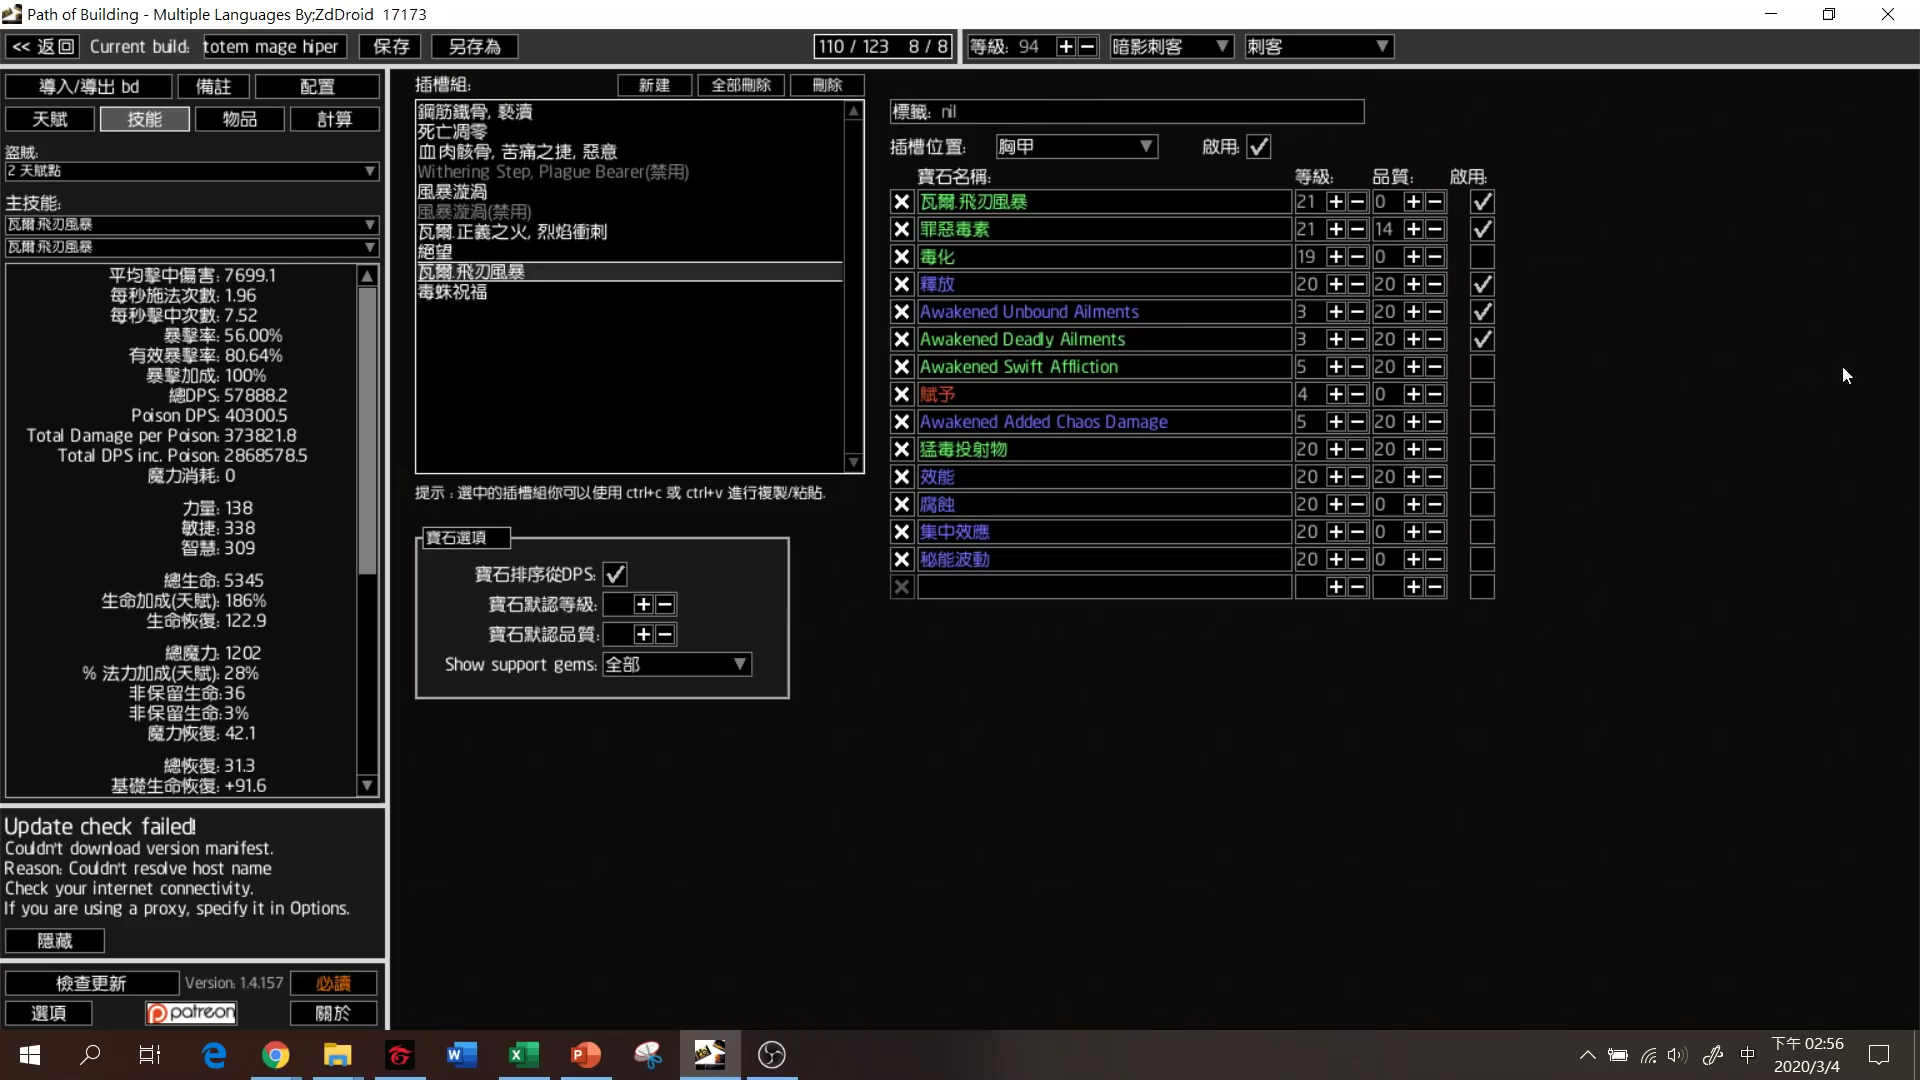 Path of Building - Multiple Languages By;ZdDroid 17173
<< 返回 Current build: totem mage hiper 保存 另存為 110 / 123 8 / 8 等級: 94 暗影刺客 刺客
導入/導出 bd 備註 配置
天賦 技能 物品 計算
盜賊:
2 天賦點
主技能:
瓦爾.飛刃風暴
瓦爾.飛刃風暴
平均擊中傷害: 7699.1
每秒施法次數: 1.96
每秒擊中次數: 7.52
暴擊率: 56.00%
有效暴擊率: 80.64%
暴擊加成: 100%
總DPS: 57888.2
Poison DPS: 40300.5
Total Damage per Poison: 373821.8
Total DPS inc. Poison: 2868578.5
魔力消耗: 0
力量: 138
敏捷: 338
智慧: 309
總生命: 5345
生命加成(天賦): 186%
生命恢復: 122.9
總魔力: 1202
% 法力加成(天賦): 28%
非保留生命:36
非保留生命:3%
魔力恢復: 42.1
總恢復: 31.3
基礎生命恢復: +91.6
Update check failed!
Couldn't download version manifest.
Reason: Couldn't resolve host name
Check your internet connectivity.
If you are using a proxy, specify it in Options.
隱藏
檢查更新 Version: 1.4.157 必讀
選項 patreon 關於
插槽組: 新建 全部刪除 刪除
鋼筋鐵骨, 褻瀆
死亡凋零
血肉骸骨, 苦痛之捷, 惡意
Withering Step, Plague Bearer(禁用)
風暴漩渦
風暴漩渦(禁用)
瓦爾.正義之火, 烈焰衝刺
絕望
瓦爾.飛刃風暴
毒蛛祝福
提示 : 選中的插槽組你可以使用 ctrl+c 或 ctrl+v 進行複製/粘貼.
寶石選項
寶石排序從DPS:
寶石默認等級:
寶石默認品質:
Show support gems: 全部
標籤: nil
插槽位置: 胸甲 啟用:
寶石名稱: 等級: 品質: 啟用:
瓦爾.飛刃風暴 21 0
罪惡毒素 21 14
毒化 19 0
釋放 20 20
Awakened Unbound Ailments 3 20
Awakened Deadly Ailments 3 20
Awakened Swift Affliction 5 20
賦予 4 0
Awakened Added Chaos Damage 5 20
猛毒投射物 20 20
效能 20 20
腐蝕 20 0
集中效應 20 0
秘能波動 20 0
中 下午 02:56
2020/3/4